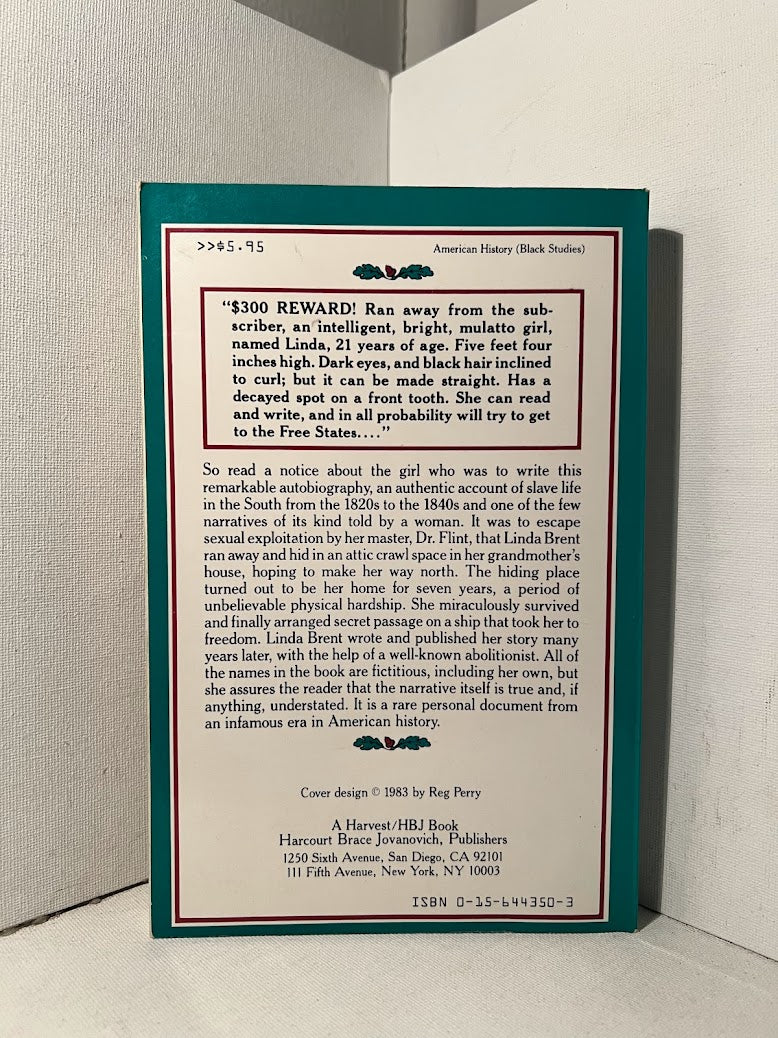 >>$5.95
American History (Black Studies)
“$300 REWARD! Ran away from the sub-
scriber, an intelligent, bright, mulatto girl,
named Linda, 21 years of age. Five feet four
inches high. Dark eyes, and black hair inclined
to curl; but it can be made straight. Has a
decayed spot on a front tooth. She can read
and write, and in all probability will try to get
to the Free States....”
So read a notice about the girl who was to write this
remarkable autobiography, an authentic account of slave life
in the South from the 1820s to the 1840s and one of the few
narratives of its kind told by a woman. It was to escape
sexual exploitation by her master, Dr. Flint, that Linda Brent
ran away and hid in an attic crawl space in her grandmother’s
house, hoping to make her way north. The hiding place
turned out to be her home for seven years, a period of
unbelievable physical hardship. She miraculously survived
and finally arranged secret passage on a ship that took her to
freedom. Linda Brent wrote and published her story many
years later, with the help of a well-known abolitionist. All of
the names in the book are fictitious, including her own, but
she assures the reader that the narrative itself is true and, if
anything, understated. It is a rare personal document from
an infamous era in American history.
Cover design © 1983 by Reg Perry
A Harvest/HBJ Book
Harcourt Brace Jovanovich, Publishers
1250 Sixth Avenue, San Diego, CA 92101
111 Fifth Avenue, New York, NY 10003
ISBN 0-15-644350-3